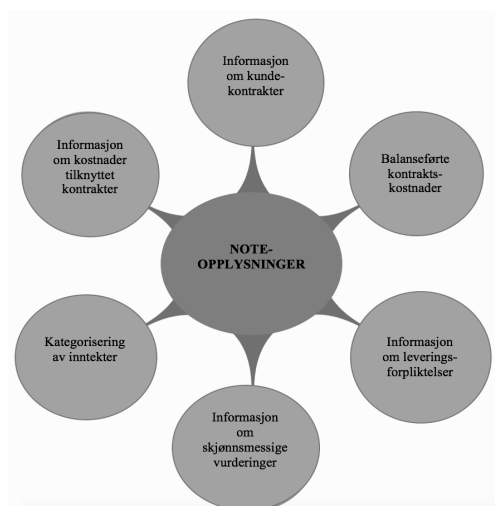 Informasjon
om kunde-
kontrakter
Informasjon
om kostnader
tilknyttet
kontrakter
Balanseførte
kontrakts-
kostnader
NOTE-
OPPLYSNINGER
Kategorisering
av inntekter
Informasjon
om leverings-
forpliktelser
Informasjon
om
skjønnsmessige
vurderinger